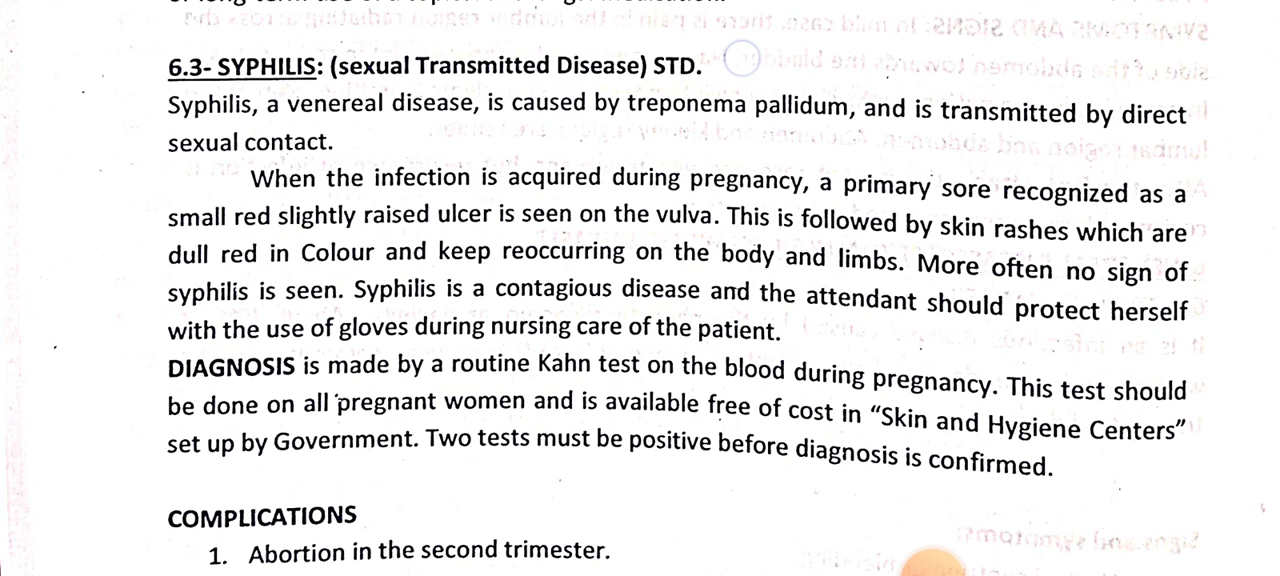 6.3- SYPHILIS: (sexual Transmitted Disease) STD.
Syphilis, a venereal disease, is caused by treponema pallidum, and is transmitted by direct
sexual contact.
When the infection is acquired during pregnancy, a primary sore recognized as a
small red slightly raised ulcer is seen on the vulva. This is followed by skin rashes which are
dull red in Colour and keep reoccurring on the body and limbs. More often no sign of
syphilis is seen. Syphilis is a contagious disease and the attendant should protect herself
with the use of gloves during nursing care of the patient.
DIAGNOSIS is made by a routine Kahn test on the blood during pregnancy. This test should
be done on all pregnant women and is available free of cost in “Skin and Hygiene Centers”
set up by Government. Two tests must be positive before diagnosis is confirmed.
COMPLICATIONS
1. Abortion in the second trimester.